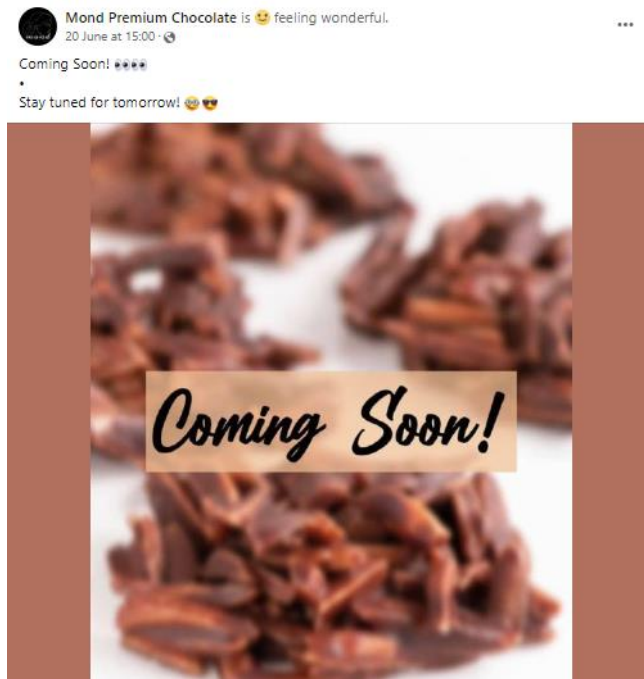 Mond Premium Chocolate is 😉 feeling wonderful.
20 June at 15:00 ·
Coming Soon! 👀👀👀👀
•
Stay tuned for tomorrow! 🥸😎
Coming Soon!